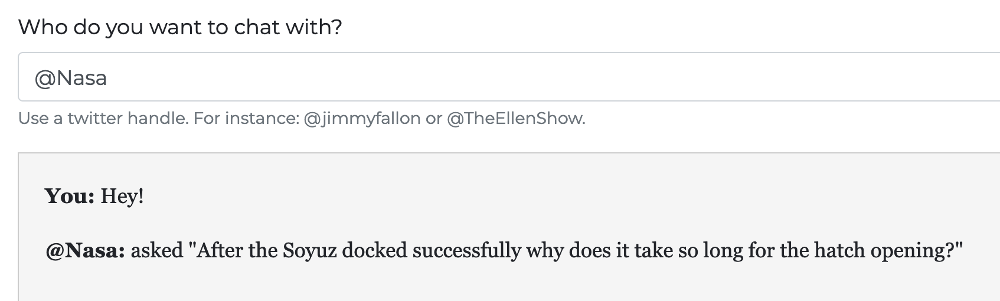 Who do you want to chat with?
@Nasa
Use a twitter handle. For instance: @jimmyfallon or @TheEllenShow.
You: Hey!
@Nasa: asked "After the Soyuz docked successfully why does it take so long for the hatch opening?"